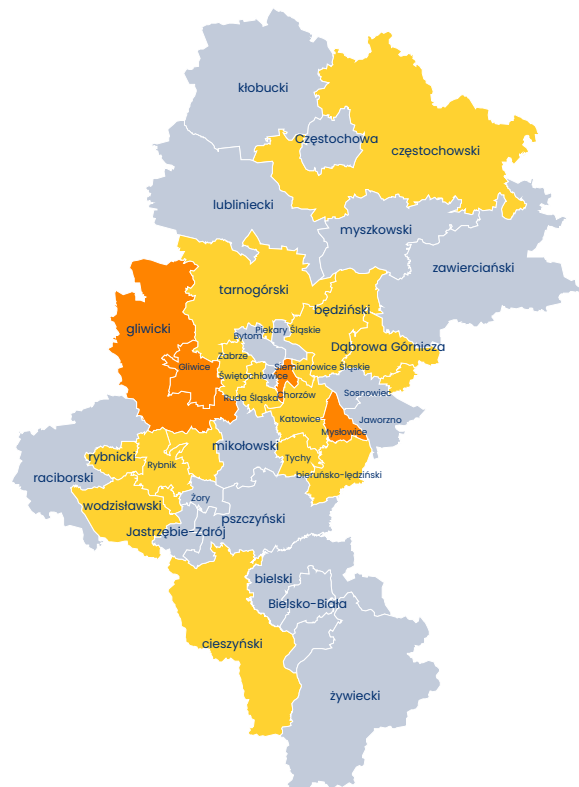 kłobucki
Częstochowa
częstochowski
lubliniecki
myszkowski
zawierciański
tarnogórski
będziński
gliwicki
Bytom
Piekary Śląskie
Dąbrowa Górnicza
Zabrze
Gliwice
Siemianowice Śląskie
Świętochłowice
Sosnowiec
Chorzów
Ruda Śląska
Katowice
Jaworzno
Mysłowice
mikołowski
rybnicki
Tychy
Rybnik
bieruńsko-lędziński
raciborski
Żory
wodzisławski
pszczyński
Jastrzębie-Zdrój
bielski
Bielsko-Biała
cieszyński
żywiecki